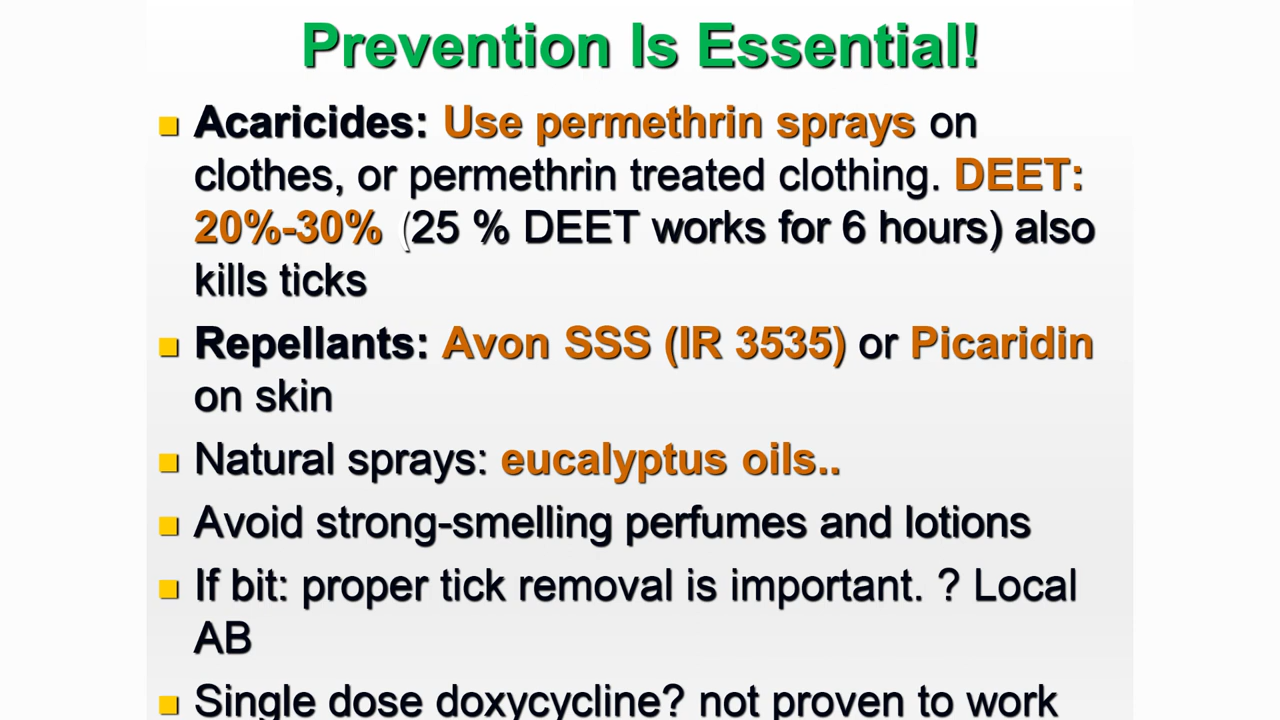 Prevention Is Essential!
Acaricides: Use permethrin sprays on
clothes, or permethrin treated clothing. DEET:
20%-30% (25 % DEET works for 6 hours) also
kills ticks
Repellants: Avon SSS (IR 3535) or Picaridin
on skin
Natural sprays: eucalyptus oils..
Avoid strong-smelling perfumes and lotions
If bit: proper tick removal is important. ? Local
AB
Single dose doxycycline? not proven to work